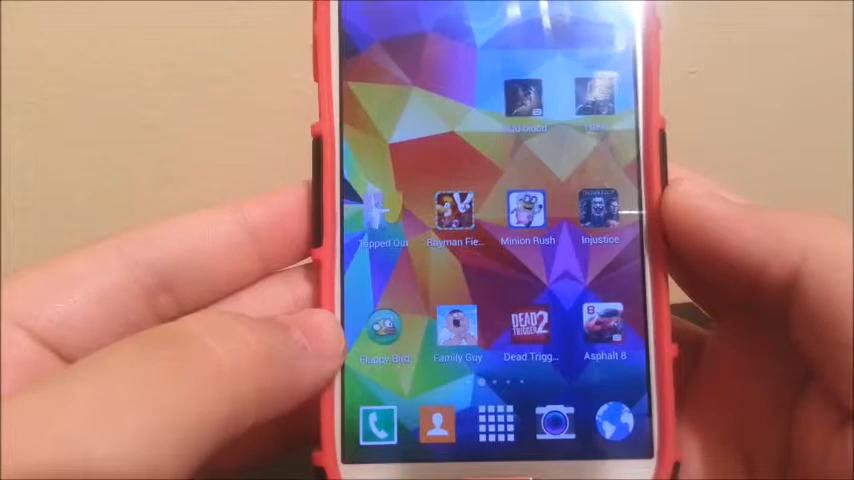 Tapped Out Rayman Fie... Minion Rush Injustice
Flappy Bird Family Guy Dead Trigg... Asphalt 8
DEAD
TRIGGER
2